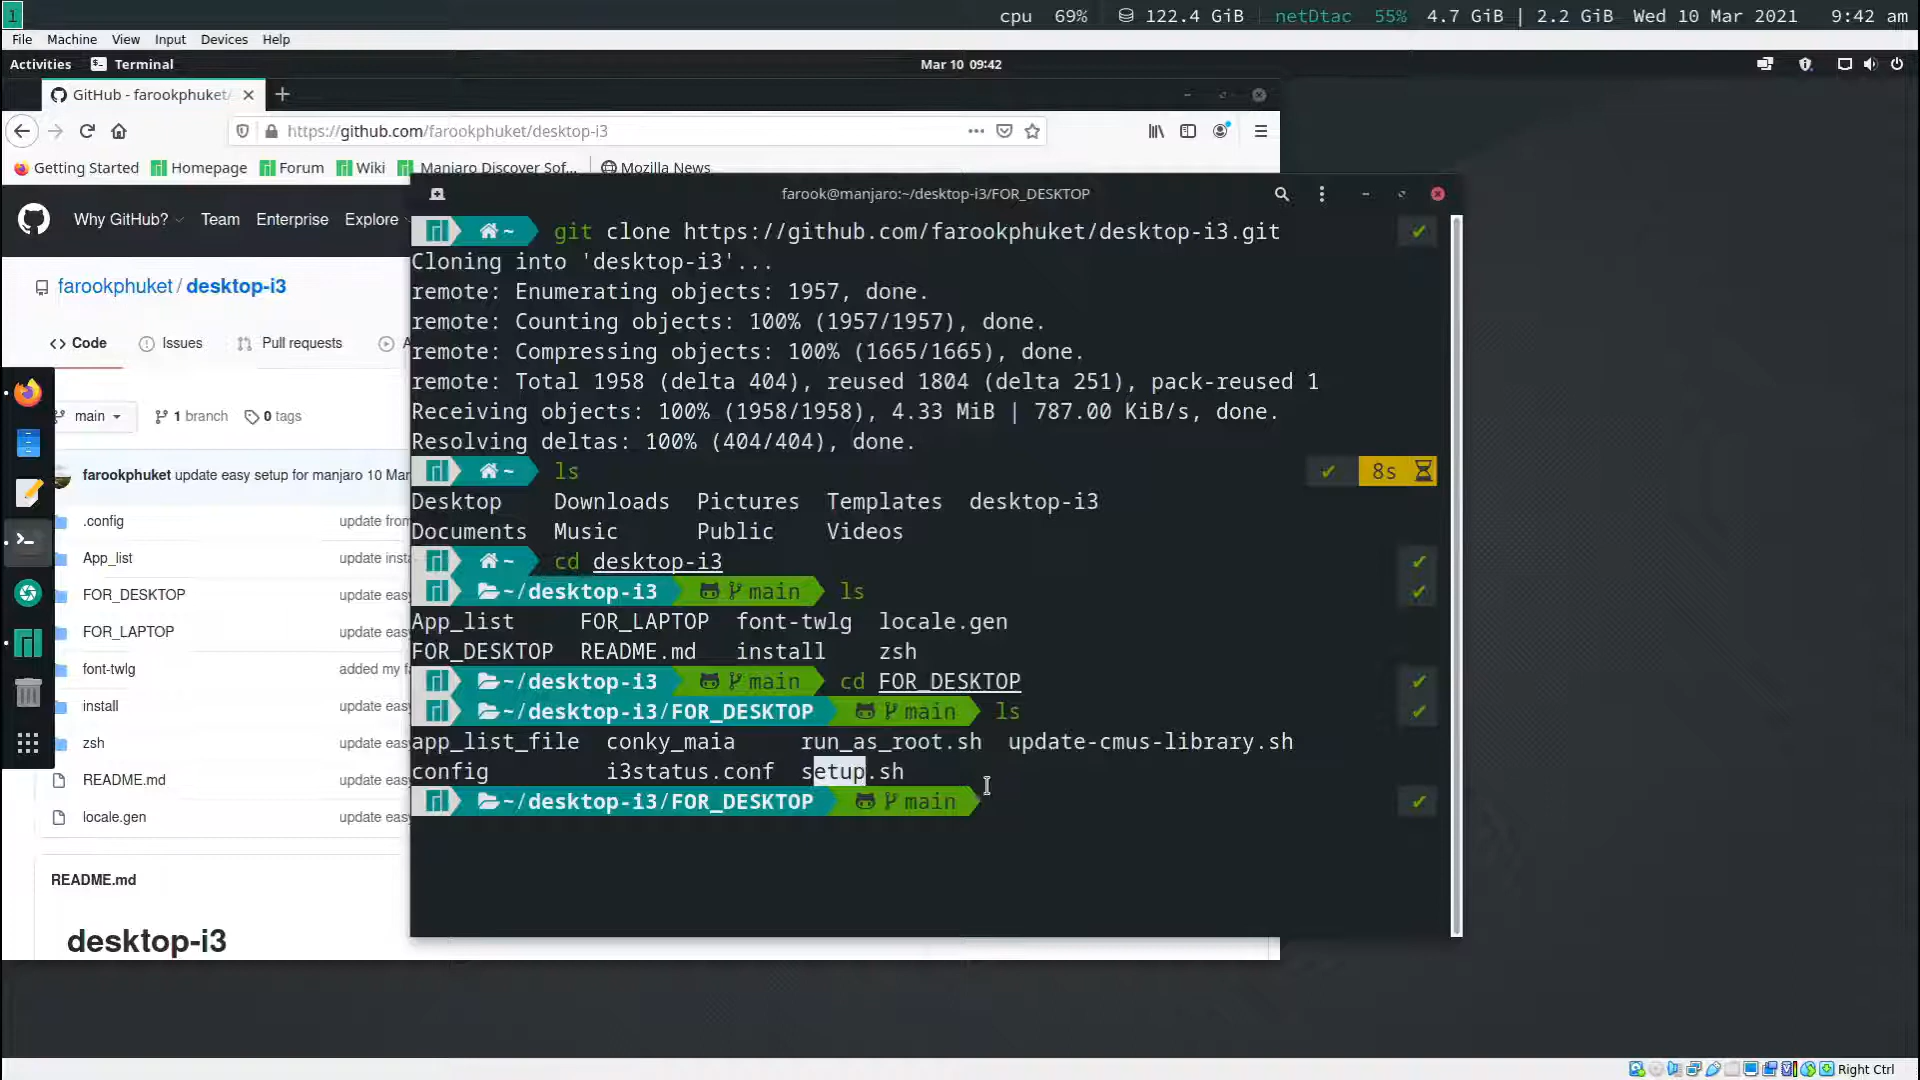 1 cpu 69% 122.4 GiB netDtac 55% 4.7 GiB | 2.2 GiB Wed 10 Mar 2021 9:42 am
File Machine View Input Devices Help
Activities Terminal Mar 10 09:42
GitHub - farookphuket/
https://github.com/farookphuket/desktop-i3
Getting Started Homepage Forum Wiki Manjaro Discover Sof... Mozilla News
Why GitHub? Team Enterprise Explore
farookphuket / desktop-i3
Code Issues Pull requests A
main 1 branch 0 tags
farookphuket update easy setup for manjaro 10 Mar
.config update from
App_list update inst
FOR_DESKTOP update easy
FOR_LAPTOP update easy
font-twlg added my fa
install update easy
zsh update easy
README.md update easy
locale.gen update easy
README.md
desktop-i3
farook@manjaro:~/desktop-i3/FOR_DESKTOP
~ git clone https://github.com/farookphuket/desktop-i3.git
Cloning into 'desktop-i3'...
remote: Enumerating objects: 1957, done.
remote: Counting objects: 100% (1957/1957), done.
remote: Compressing objects: 100% (1665/1665), done.
remote: Total 1958 (delta 404), reused 1804 (delta 251), pack-reused 1
Receiving objects: 100% (1958/1958), 4.33 MiB | 787.00 KiB/s, done.
Resolving deltas: 100% (404/404), done.
~ ls 8s
Desktop Downloads Pictures Templates desktop-i3
Documents Music Public Videos
~ cd desktop-i3
~/desktop-i3 main ls
App_list FOR_LAPTOP font-twlg locale.gen
FOR_DESKTOP README.md install zsh
~/desktop-i3 main cd FOR_DESKTOP
~/desktop-i3/FOR_DESKTOP main ls
app_list_file conky_maia run_as_root.sh update-cmus-library.sh
config i3status.conf setup.sh
~/desktop-i3/FOR_DESKTOP main
Right Ctrl